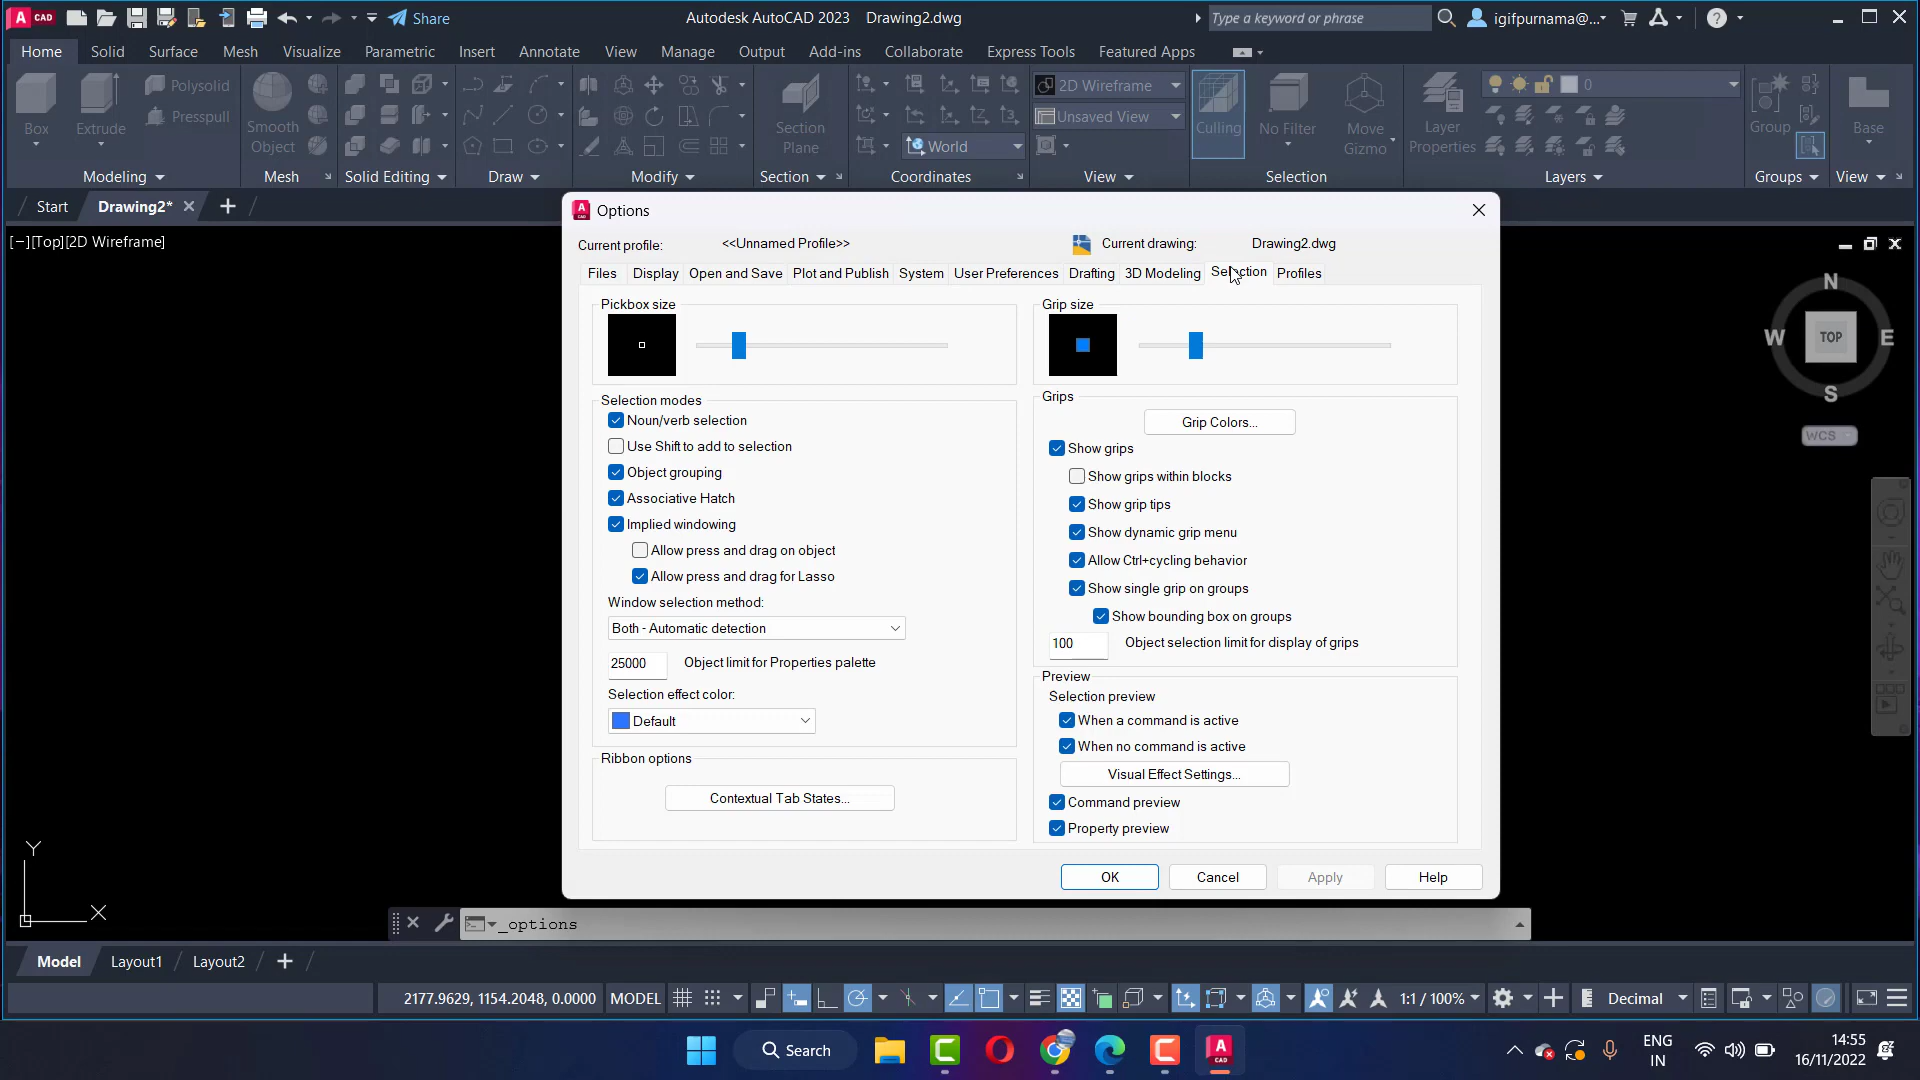 CAD Share Autodesk AutoCAD 2023 Drawing2.dwg Type a keyword or phrase igifpurnama@...
Home Solid Surface Mesh Visualize Parametric Insert Annotate View Manage Output Add-ins Collaborate Express Tools Featured Apps
Box Extrude Polysolid Presspull Smooth Object Section Plane World 2D Wireframe Unsaved View Culling No Filter Move Gizmo Layer Properties 0 Group Base
Modeling Mesh Solid Editing Draw Modify Section Coordinates View Selection Layers Groups View
Start Drawing2*
[−][Top][2D Wireframe]
Options
Current profile: <<Unnamed Profile>> Current drawing: Drawing2.dwg
Files Display Open and Save Plot and Publish System User Preferences Drafting 3D Modeling Selection Profiles
Pickbox size
Selection modes
Noun/verb selection
Use Shift to add to selection
Object grouping
Associative Hatch
Implied windowing
Allow press and drag on object
Allow press and drag for Lasso
Window selection method:
Both - Automatic detection
25000 Object limit for Properties palette
Selection effect color:
Default
Ribbon options
Contextual Tab States...
Grip size
Grips
Grip Colors...
Show grips
Show grips within blocks
Show grip tips
Show dynamic grip menu
Allow Ctrl+cycling behavior
Show single grip on groups
Show bounding box on groups
100 Object selection limit for display of grips
Preview
Selection preview
When a command is active
When no command is active
Visual Effect Settings...
Command preview
Property preview
OK Cancel Apply Help
N
W TOP E
S
WCS
Y
X
_options
Model Layout1 Layout2
2177.9629, 1154.2048, 0.0000 MODEL 1:1 / 100% Decimal
Search
ENG
IN
14:55
16/11/2022